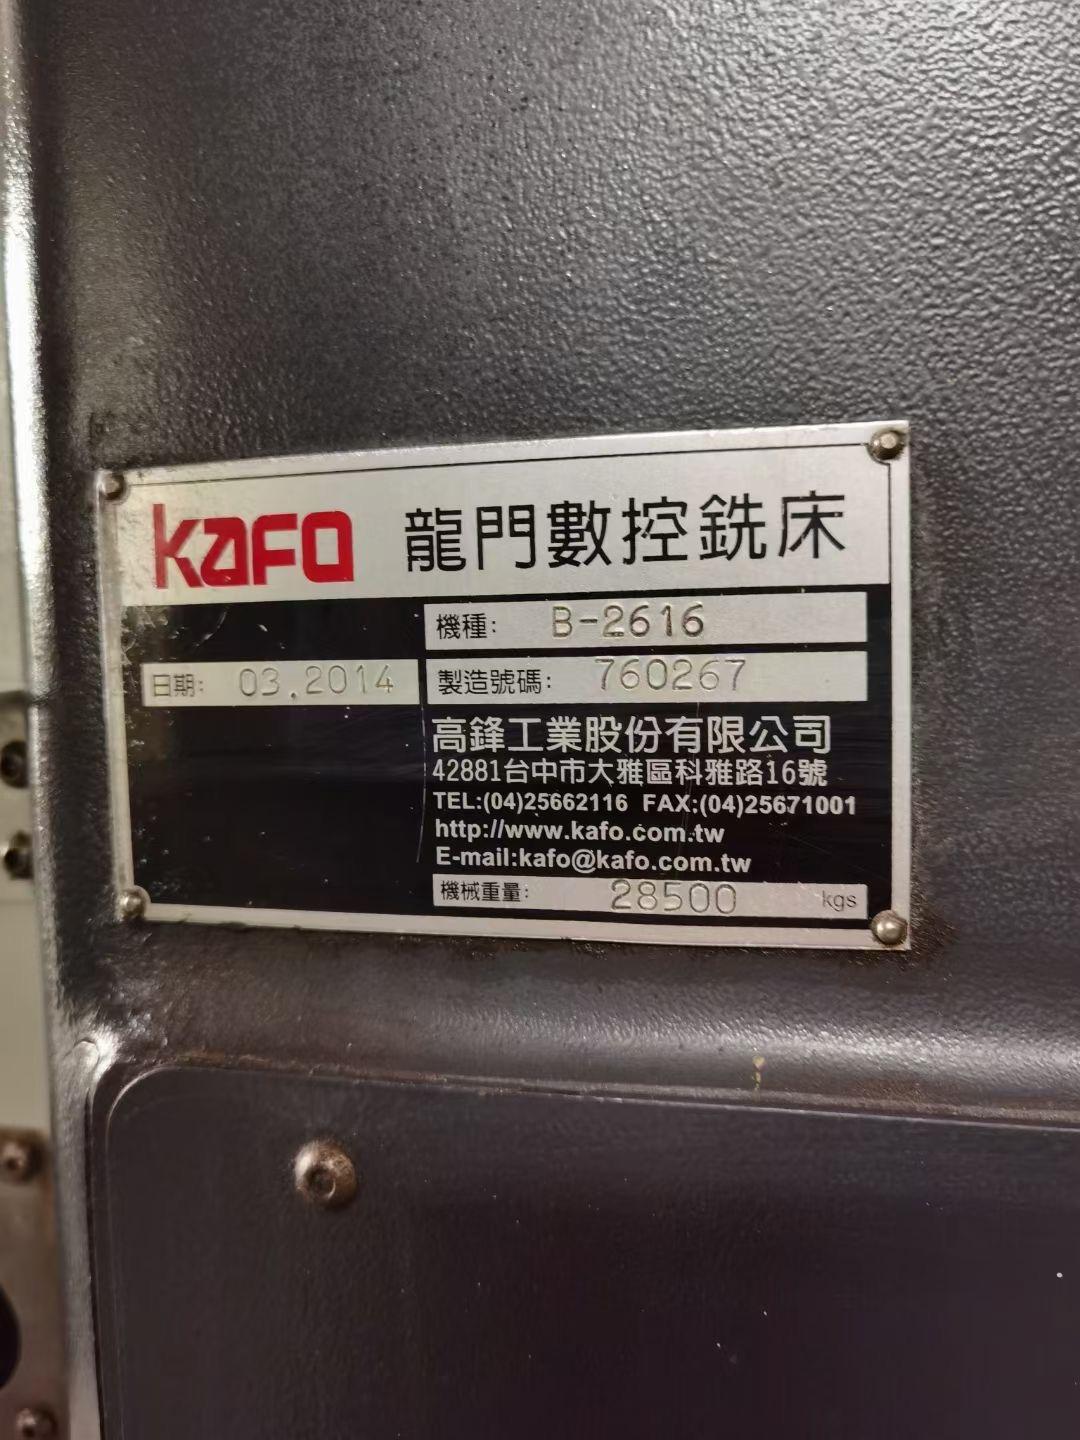 KAFO 龍門數控銑床
機種: B-2616
日期: 03.2014 製造號碼: 760267
高鋒工業股份有限公司
42881台中市大雅區科雅路16號
TEL:(04)25662116 FAX:(04)25671001
http://www.kafo.com.tw
E-mail:kafo@kafo.com.tw
機械重量: 28500 kgs